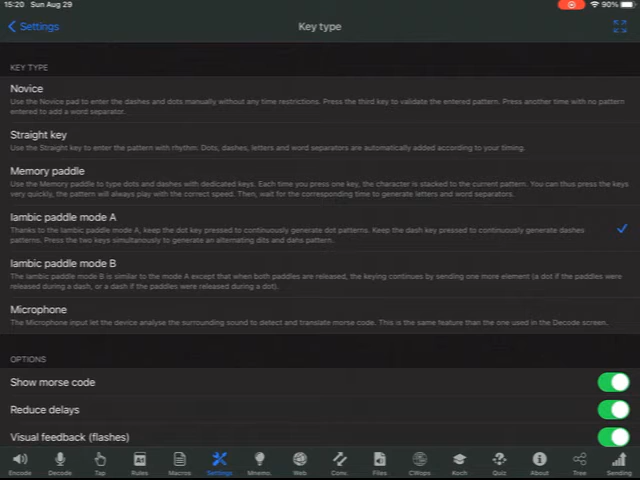 15:20 Sun Aug 29 90%
Settings Key type
KEY TYPE
Novice
Use the Novice pad to enter the dashes and dots manually without any time restrictions. Press the third key to validate the entered pattern. Press another time with no pattern
entered to add a word separator.
Straight key
Use the Straight key to enter the pattern with rhythm. Dots, dashes, letters and word separators are automatically added according to your timing.
Memory paddle
Use the Memory paddle to type dots and dashes with dedicated keys. Each time you press one key, the character is stacked to the current pattern. You can thus press the keys
very quickly, the pattern will always play with the correct speed. Then, wait for the corresponding time to generate letters and word separators.
Iambic paddle mode A
Thanks to the Iambic paddle mode A, keep the dot key pressed to continously generate dot patterns. Keep the dash key pressed to continuously generate dashes
patterns. Press the two keys simultaneously to generate an alternating dits and dahs pattern.
Iambic paddle mode B
The Iambic paddle mode B is similar to the mode A except that when both paddles are released, the keying continues by sending one more element (a dot if the paddles were
released during a dash, or a dash if the paddles were released during a dot).
Microphone
The Microphone input let the device analyse the surrounding sound to detect and translate morse code. This is the same feature than the one used in the Decode screen.
OPTIONS
Show morse code
Reduce delays
Visual feedback (flashes)
Encode Decode Tap Rules Macros Settings Mnemo. Web Conv. Files CWops Koch Quiz About Tree Sending